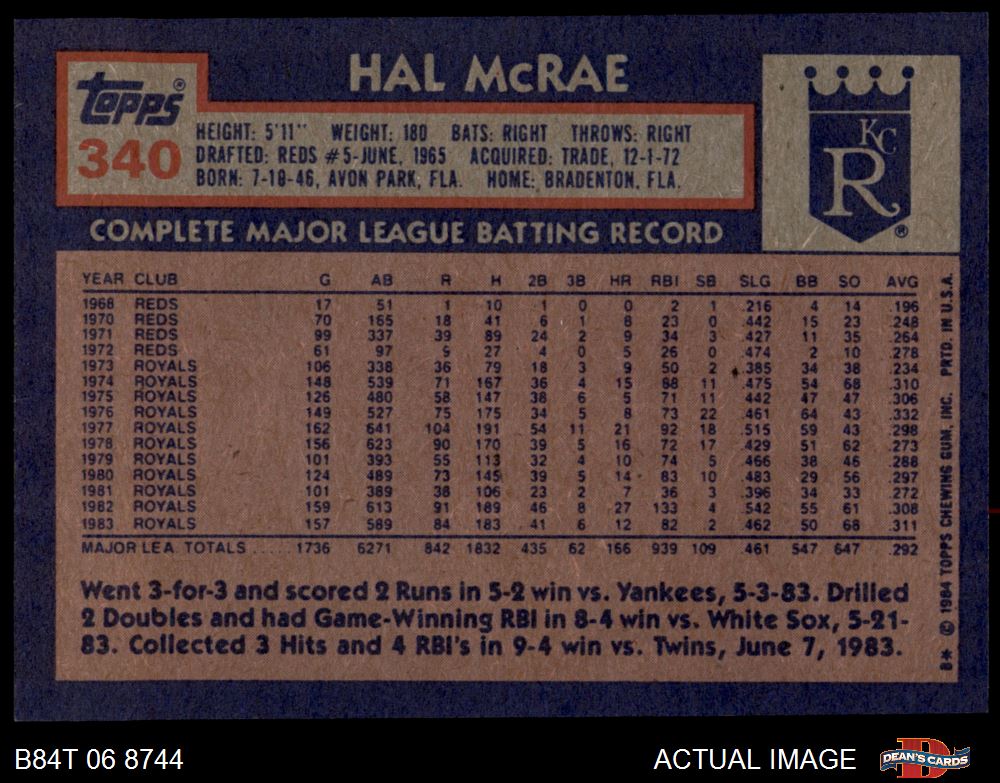 HAL McRAE
Topps®
340
HEIGHT: 5'11" WEIGHT: 180 BATS: RIGHT THROWS: RIGHT
DRAFTED: REDS #5-JUNE, 1965 ACQUIRED: TRADE, 12-1-72
BORN: 7-10-46, AVON PARK, FLA. HOME: BRADENTON, FLA.
KC
R
®
COMPLETE MAJOR LEAGUE BATTING RECORD
YEAR CLUB G AB R H 2B 3B HR RBI SB SLG BB SO AVG
1968 REDS 17 51 1 10 1 0 0 2 1 .216 4 14 .196
1970 REDS 70 165 18 41 6 1 8 23 0 .442 15 23 .248
1971 REDS 99 337 39 89 24 2 9 34 3 .427 11 35 .264
1972 REDS 61 97 9 27 4 0 5 26 0 .474 2 10 .278
1973 ROYALS 106 338 36 79 18 3 9 50 2 .385 34 38 .234
1974 ROYALS 148 539 71 167 36 4 15 88 11 .475 54 68 .310
1975 ROYALS 126 480 58 147 38 6 5 71 11 .442 47 47 .306
1976 ROYALS 149 527 75 175 34 5 8 73 22 .461 64 43 .332
1977 ROYALS 162 641 104 191 54 11 21 92 18 .515 59 43 .298
1978 ROYALS 156 623 90 170 39 5 16 72 17 .429 51 62 .273
1979 ROYALS 101 393 55 113 32 4 10 74 5 .466 38 46 .288
1980 ROYALS 124 489 73 145 39 5 14 83 10 .483 29 56 .297
1981 ROYALS 101 389 38 106 23 2 7 36 3 .396 34 33 .272
1982 ROYALS 159 613 91 189 46 8 27 133 4 .542 55 61 .308
1983 ROYALS 157 589 84 183 41 6 12 82 2 .462 50 68 .311
MAJOR LEA. TOTALS ..... 1736 6271 842 1832 435 62 166 939 109 .461 547 647 .292
Went 3-for-3 and scored 2 Runs in 5-2 win vs. Yankees, 5-3-83. Drilled
2 Doubles and had Game-Winning RBI in 8-4 win vs. White Sox, 5-21-
83. Collected 3 Hits and 4 RBI's in 9-4 win vs. Twins, June 7, 1983.
B* © 1984 TOPPS CHEWING GUM, INC. PRTD. IN U.S.A.
B84T 06 8744
ACTUAL IMAGE
DEAN'S CARDS